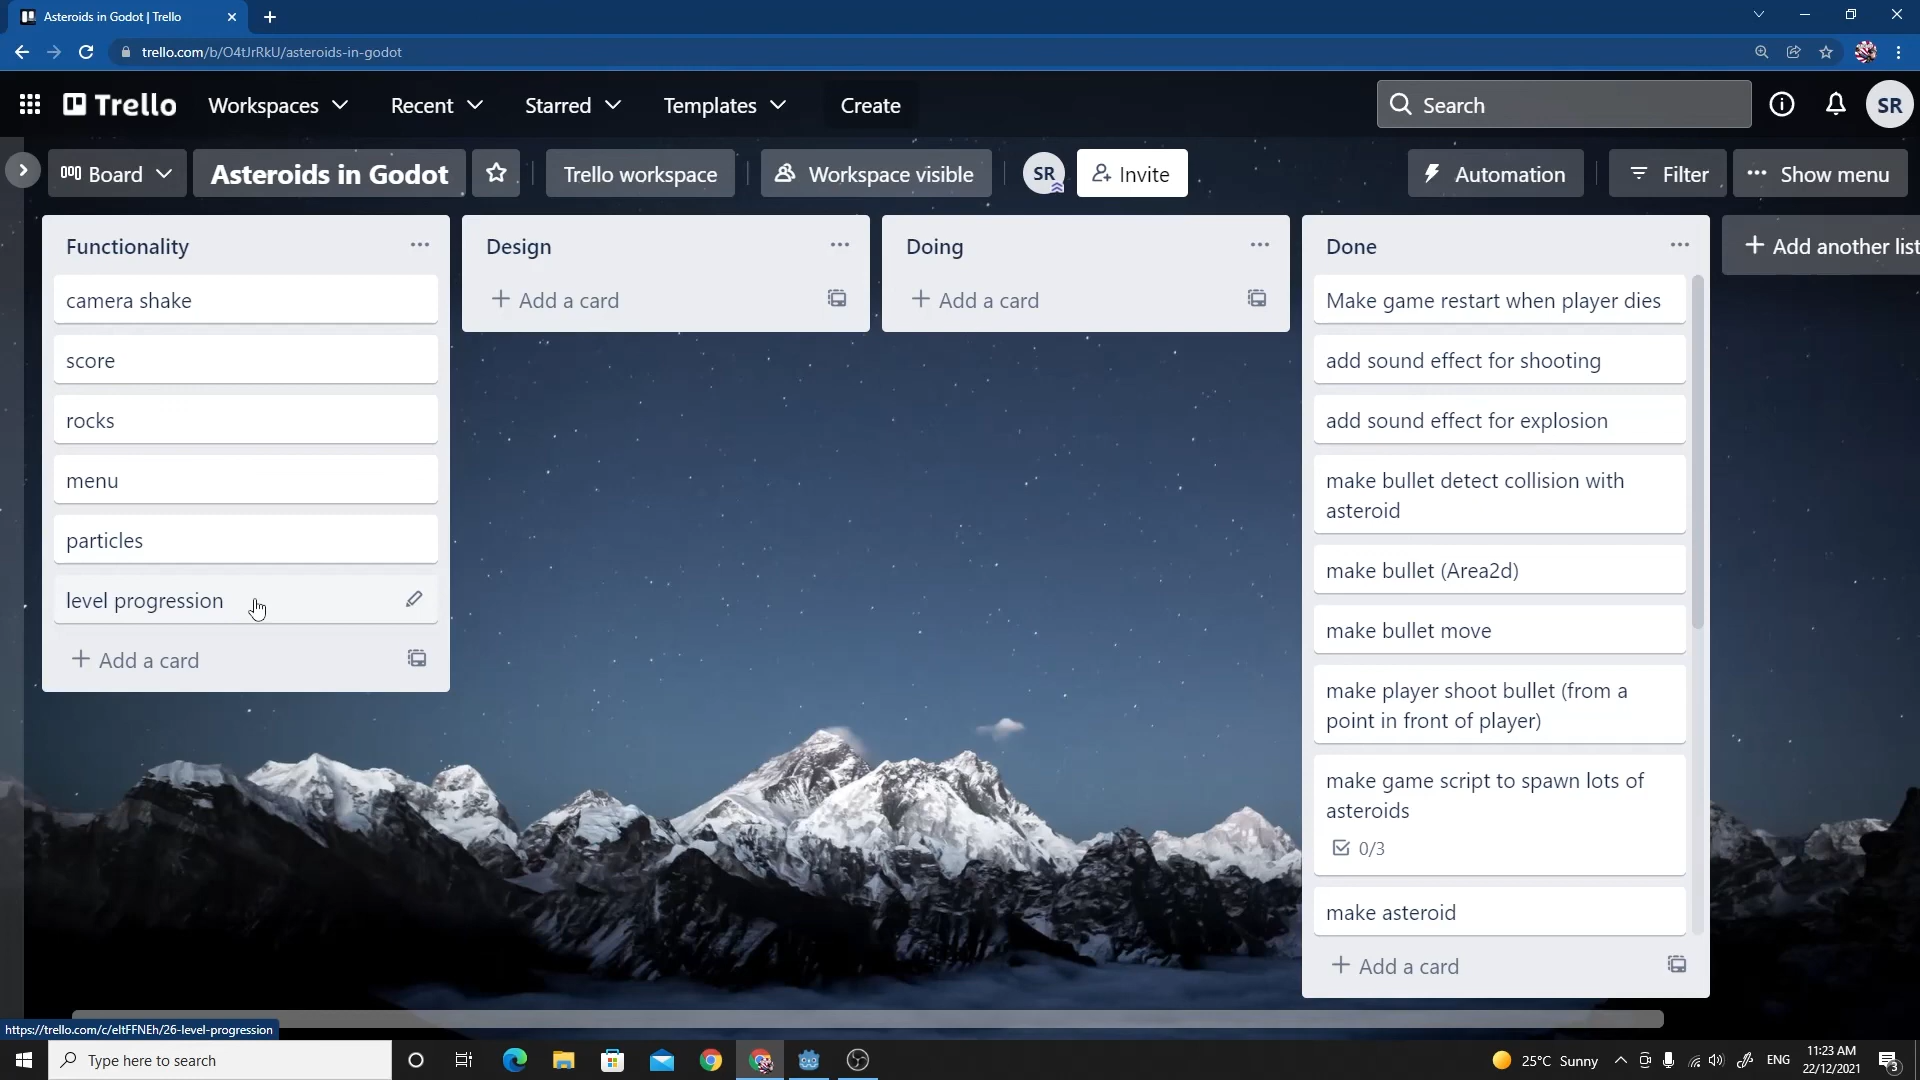 Asteroids in Godot | Trello
trello.com/b/O4tJrRkU/asteroids-in-godot
Trello Workspaces Recent Starred Templates Create Search SR
Board Asteroids in Godot Trello workspace Workspace visible SR Invite Automation Filter Show menu
Functionality
camera shake
score
rocks
menu
particles
level progression
Add a card
Design
Add a card
Doing
Add a card
Done
Make game restart when player dies
add sound effect for shooting
add sound effect for explosion
make bullet detect collision with
asteroid
make bullet (Area2d)
make bullet move
make player shoot bullet (from a
point in front of player)
make game script to spawn lots of
asteroids
0/3
make asteroid
Add a card
Add another list
https://trello.com/c/eItFFNEh/26-level-progression
Type here to search
25°C Sunny
ENG
11:23 AM
22/12/2021
3